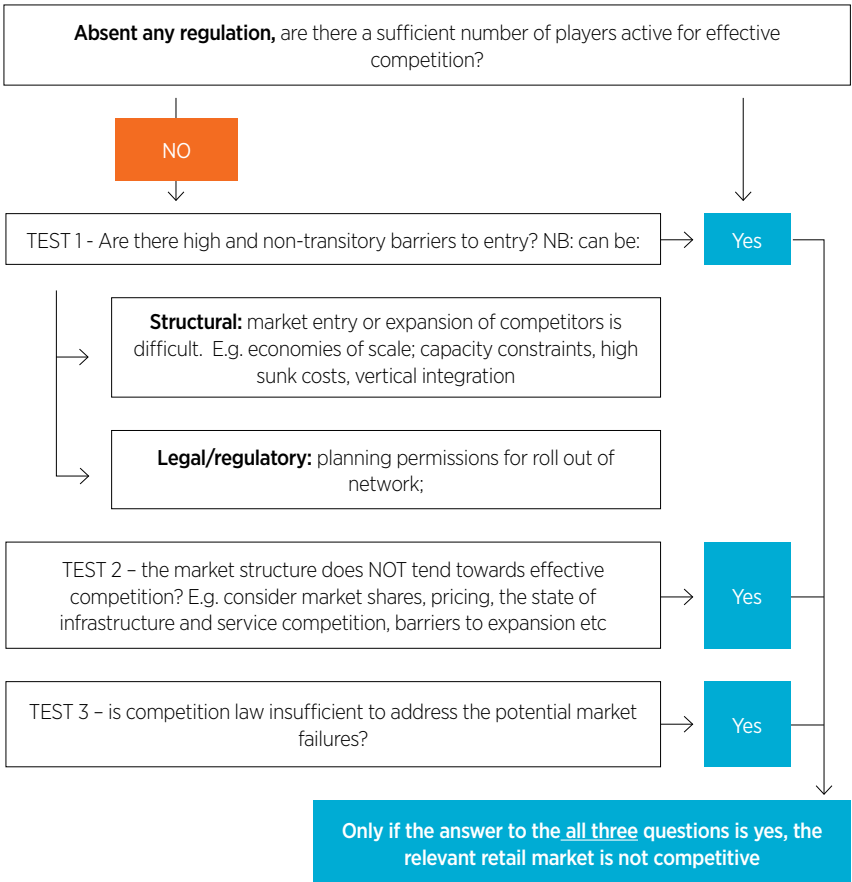 Absent any regulation, are there a sufficient number of players active for effective
competition?
NO
TEST 1 - Are there high and non-transitory barriers to entry? NB: can be:
Yes
Structural: market entry or expansion of competitors is
difficult. E.g. economies of scale; capacity constraints, high
sunk costs, vertical integration
Legal/regulatory: planning permissions for roll out of
network;
TEST 2 – the market structure does NOT tend towards effective
competition? E.g. consider market shares, pricing, the state of
infrastructure and service competition, barriers to expansion etc
Yes
TEST 3 – is competition law insufficient to address the potential market
failures?
Yes
Only if the answer to the all three questions is yes, the
relevant retail market is not competitive